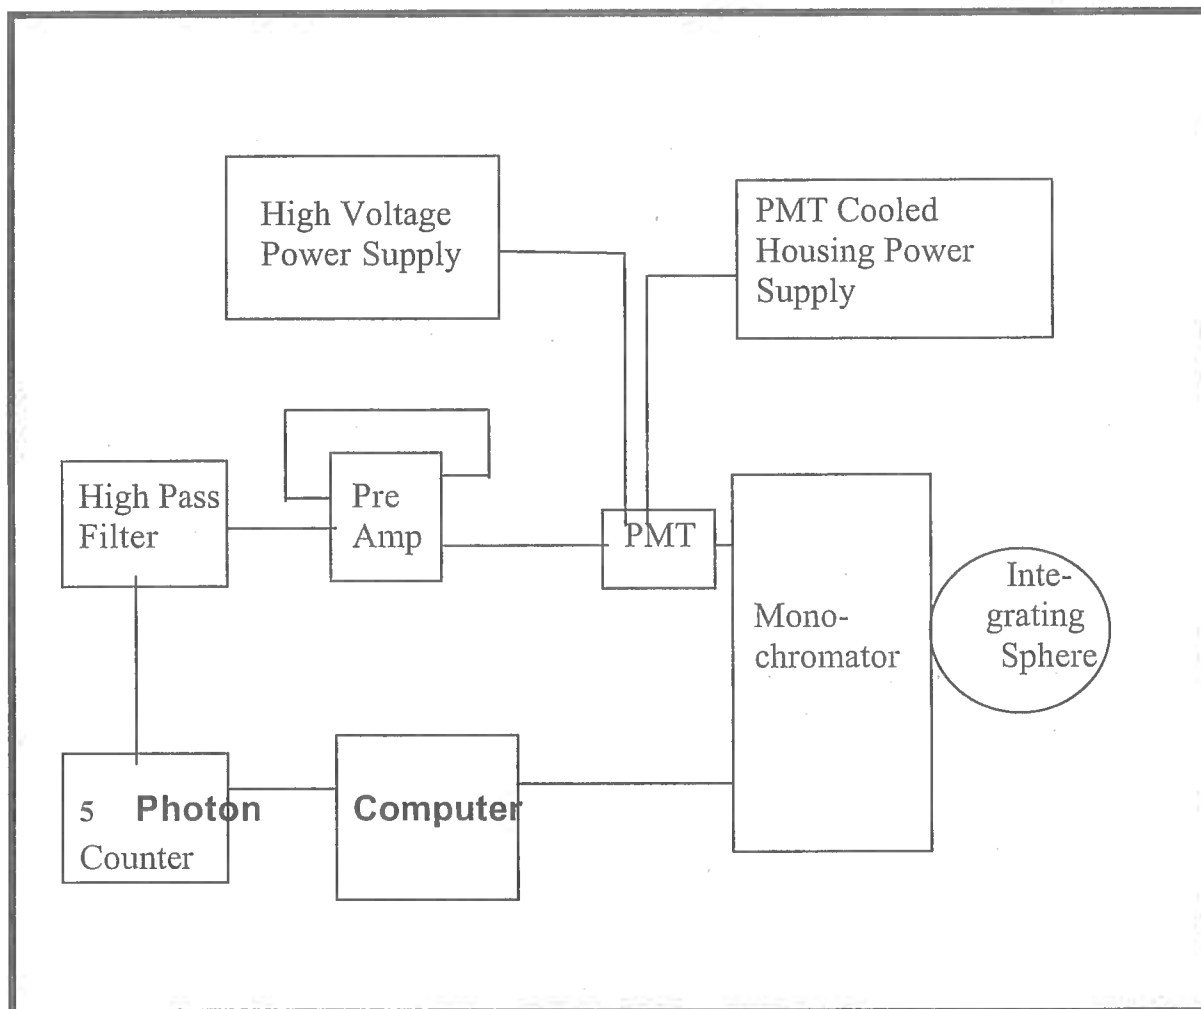 High Voltage
Power Supply
PMT Cooled
Housing Power
Supply
High Pass
Filter
Pre
Amp
PMT
Mono-
chromator
Inte-
grating
Sphere
5 Photon
Counter
Computer